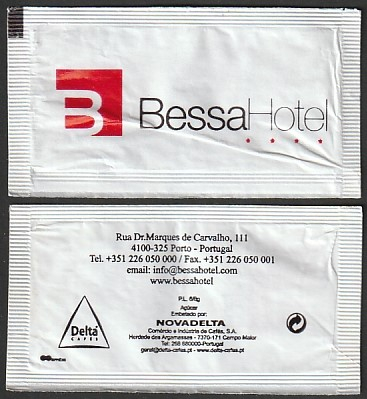 B BessaHotel
Rua Dr.Marques de Carvalho, 111
4100-325 Porto - Portugal
Tel. +351 226 050 000 / Fax. +351 226 050 001
email: info@bessahotel.com
www.bessahotel
P.L. 6/8g
Açúcar
Embalado por:
NOVADELTA
Comércio e Indústria de Cafés, S.A.
Herdade das Argamassas - 7370-171 Campo Maior
Tel: 268 680000-Portugal
geral@delta-cafes.pt - www.delta-cafes.pt
Delta
CAFÉS